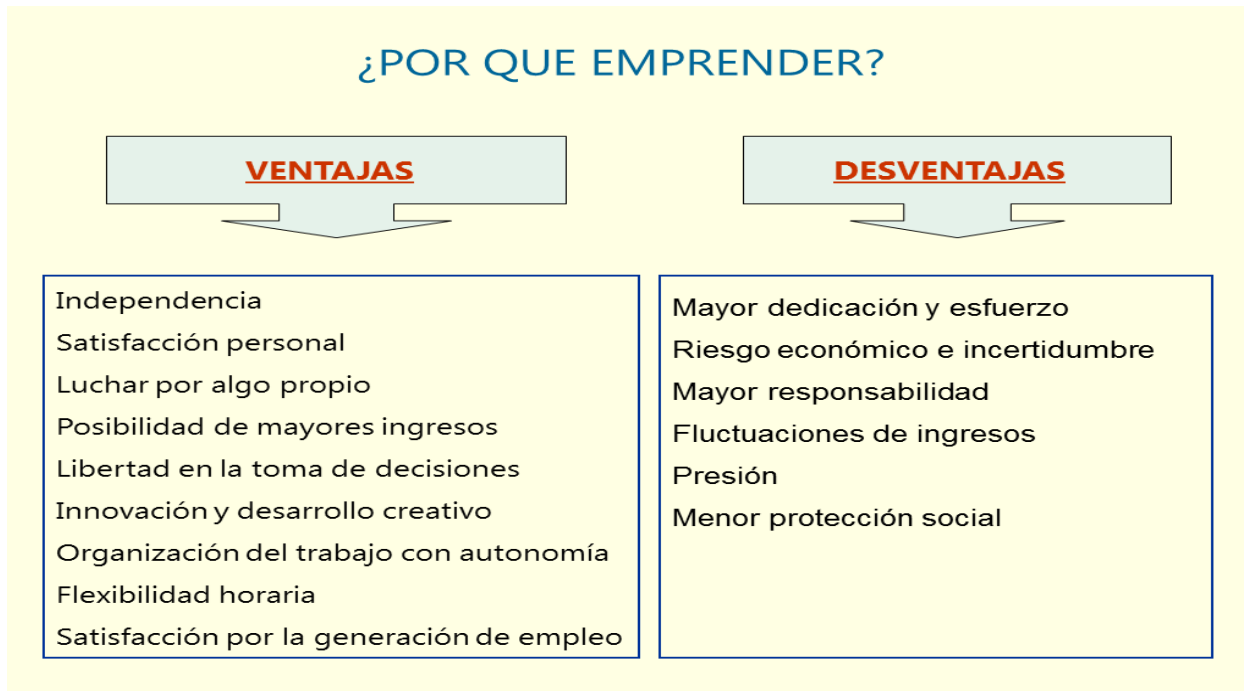 ¿POR QUE EMPRENDER?
VENTAJAS
Independencia
Satisfacción personal
Luchar por algo propio
Posibilidad de mayores ingresos
Libertad en la toma de decisiones
Innovación y desarrollo creativo
Organización del trabajo con autonomía
Flexibilidad horaria
Satisfacción por la generación de empleo
DESVENTAJAS
Mayor dedicación y esfuerzo
Riesgo económico e incertidumbre
Mayor responsabilidad
Fluctuaciones de ingresos
Presión
Menor protección social